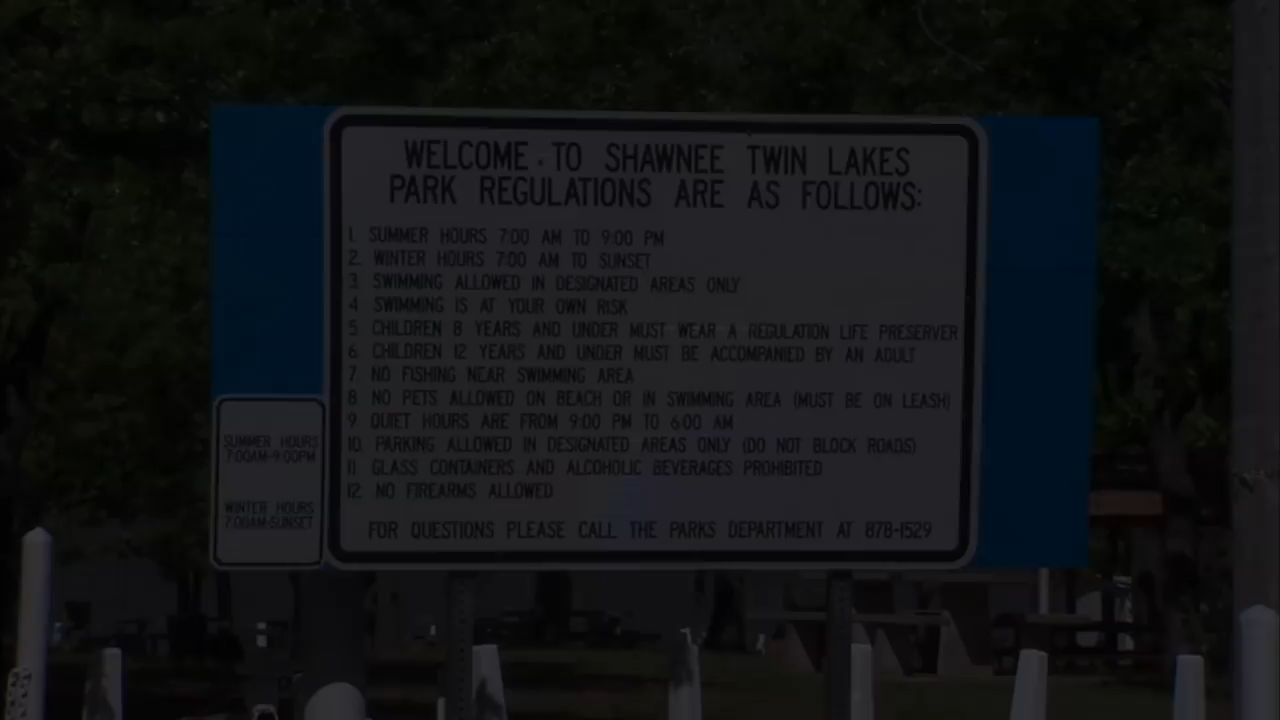 WELCOME TO SHAWNEE TWIN LAKES
PARK REGULATIONS ARE AS FOLLOWS:
1. SUMMER HOURS 7:00 AM TO 9:00 PM
2. WINTER HOURS 7:00 AM TO SUNSET
3. SWIMMING ALLOWED IN DESIGNATED AREAS ONLY
4. SWIMMING IS AT YOUR OWN RISK
5. CHILDREN 8 YEARS AND UNDER MUST WEAR A REGULATION LIFE PRESERVER
6. CHILDREN 12 YEARS AND UNDER MUST BE ACCOMPANIED BY AN ADULT
7. NO FISHING NEAR SWIMMING AREA
8. NO PETS ALLOWED ON BEACH OR IN SWIMMING AREA (MUST BE ON LEASH)
9. QUIET HOURS ARE FROM 9:00 PM TO 6:00 AM
10. PARKING ALLOWED IN DESIGNATED AREAS ONLY (DO NOT BLOCK ROADS)
11. GLASS CONTAINERS AND ALCOHOLIC BEVERAGES PROHIBITED
12. NO FIREARMS ALLOWED
FOR QUESTIONS PLEASE CALL THE PARKS DEPARTMENT AT 878-1529
SUMMER HOURS
7:00AM-9:00PM
WINTER HOURS
7:00AM-SUNSET